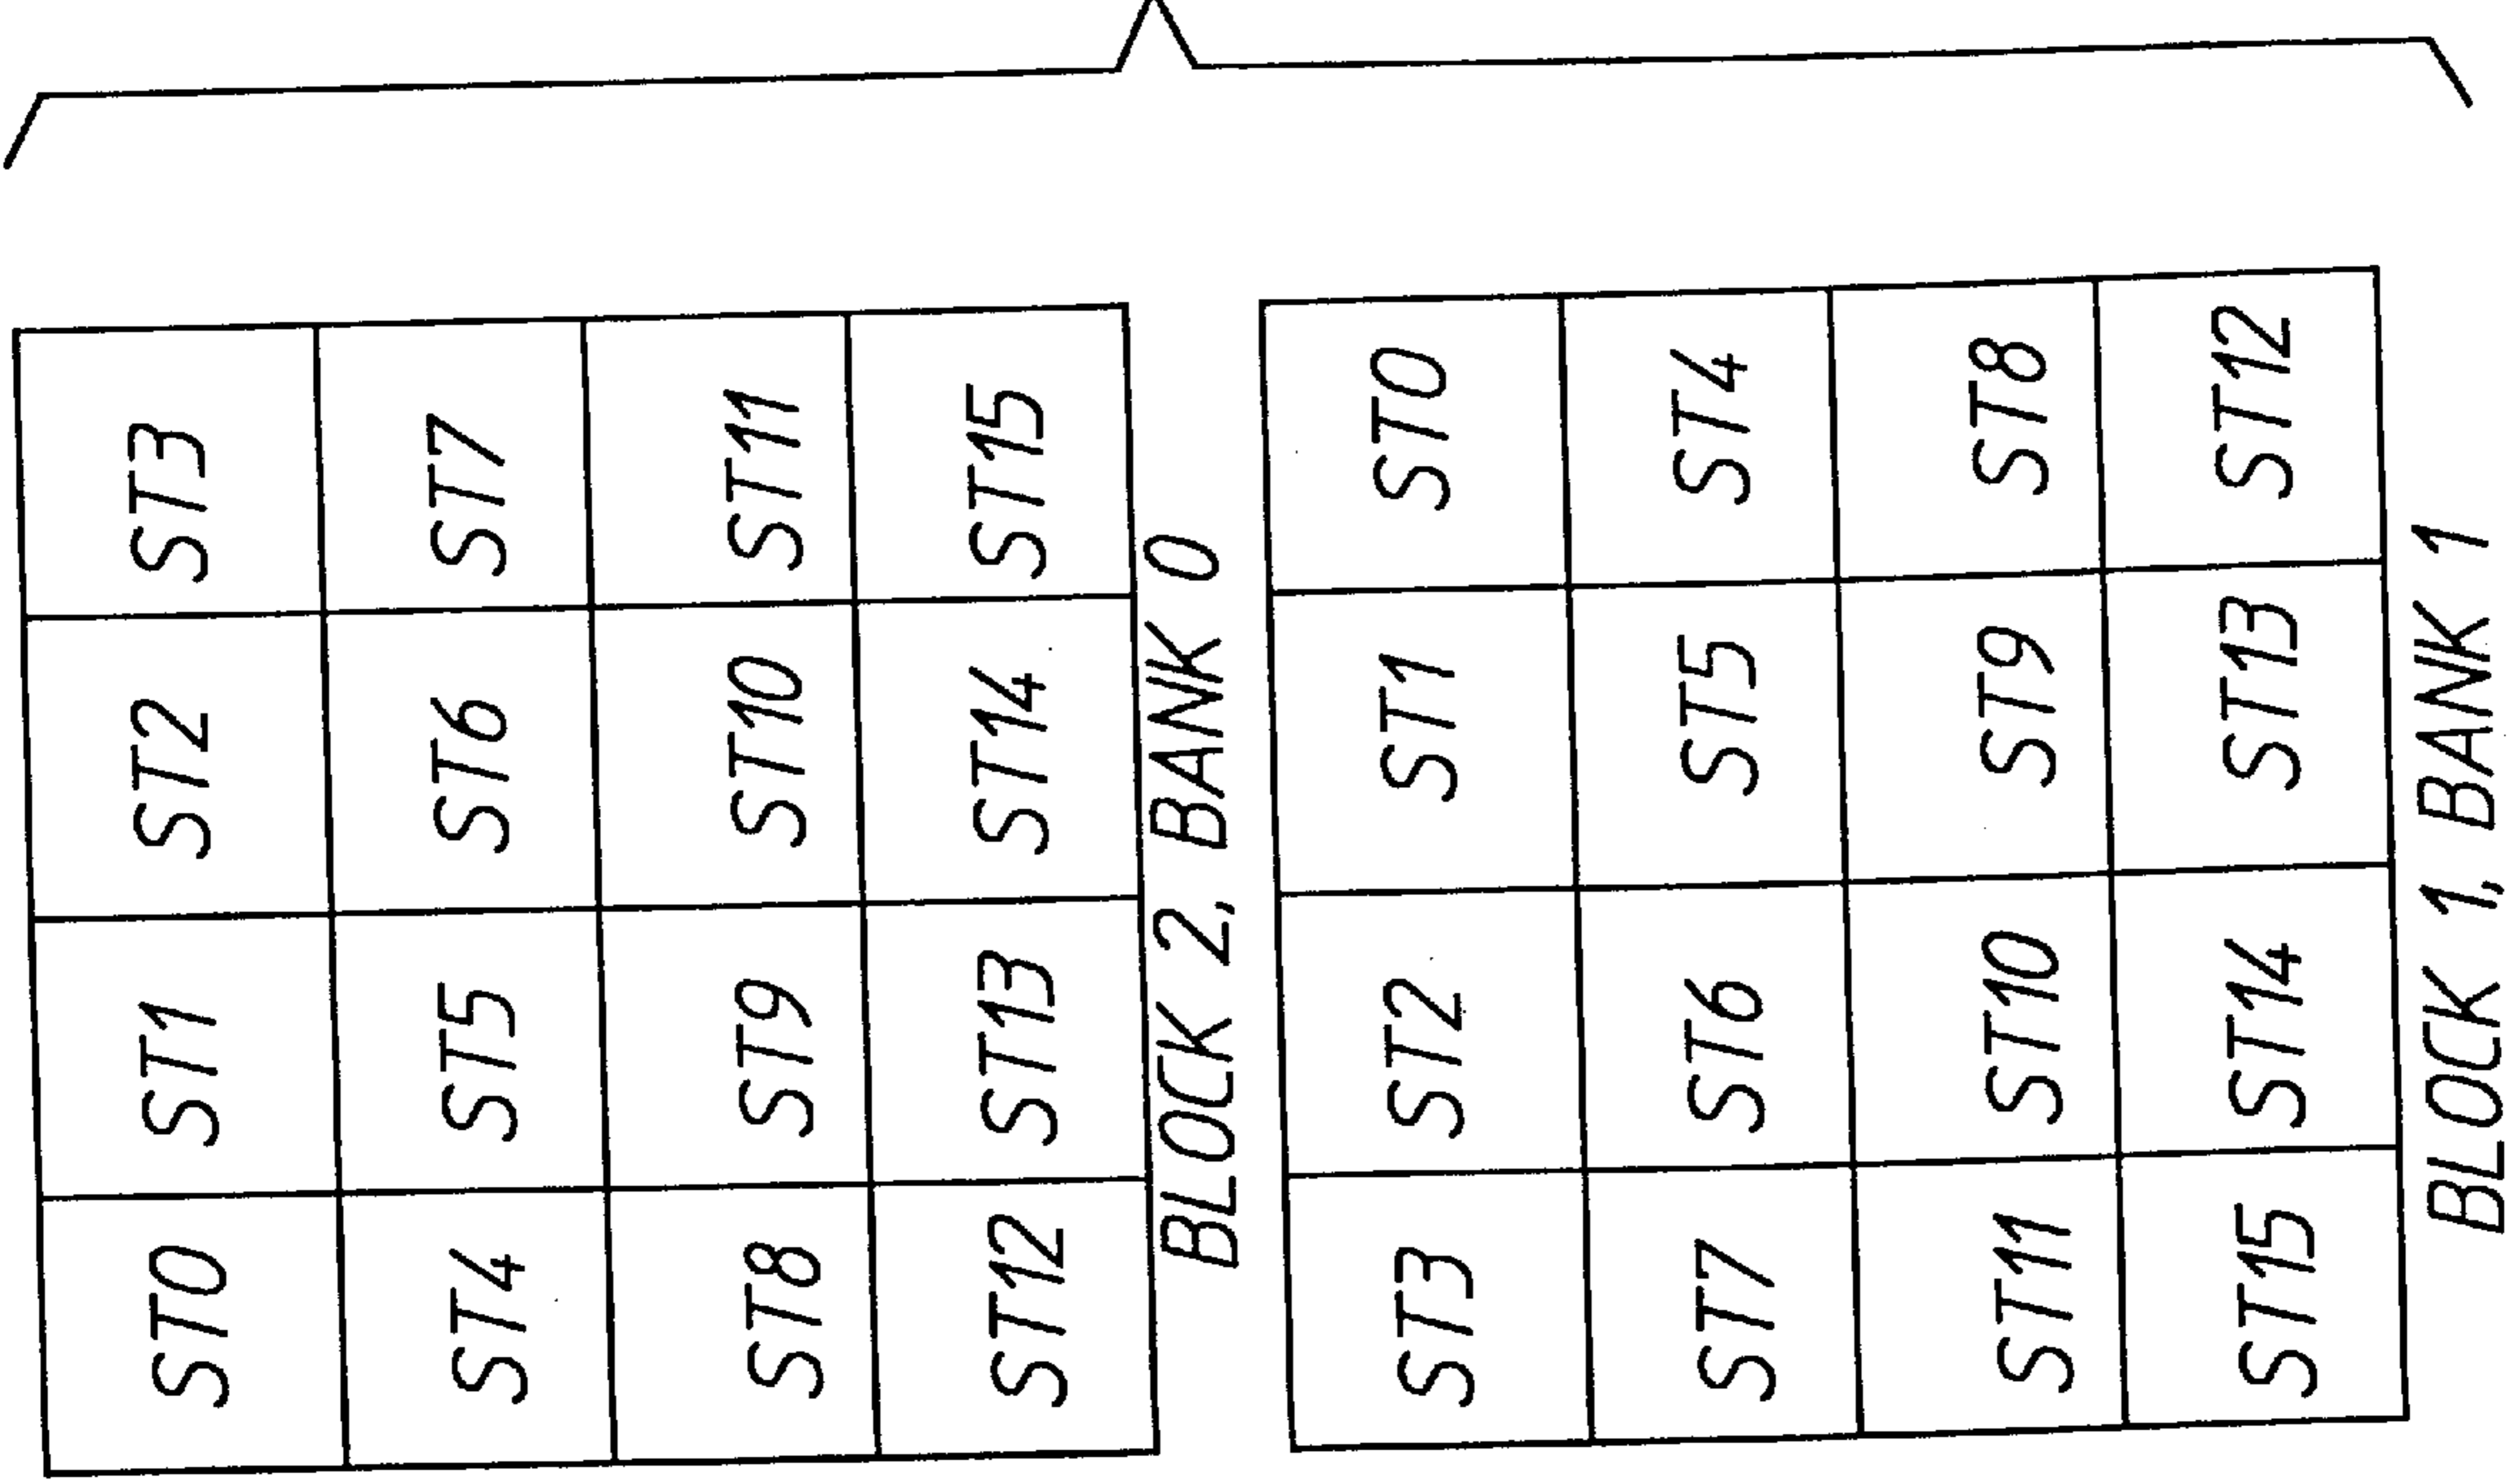 ST0 ST1 ST2 ST3
ST4 ST5 ST6 ST7
ST8 ST9 ST10 ST11
ST12 ST13 ST14 ST15
BLOCK 2, BANK 0
ST3 ST2 ST1 ST0
ST7 ST6 ST5 ST4
ST11 ST10 ST9 ST8
ST15 ST14 ST13 ST12
BLOCK 1, BANK 1